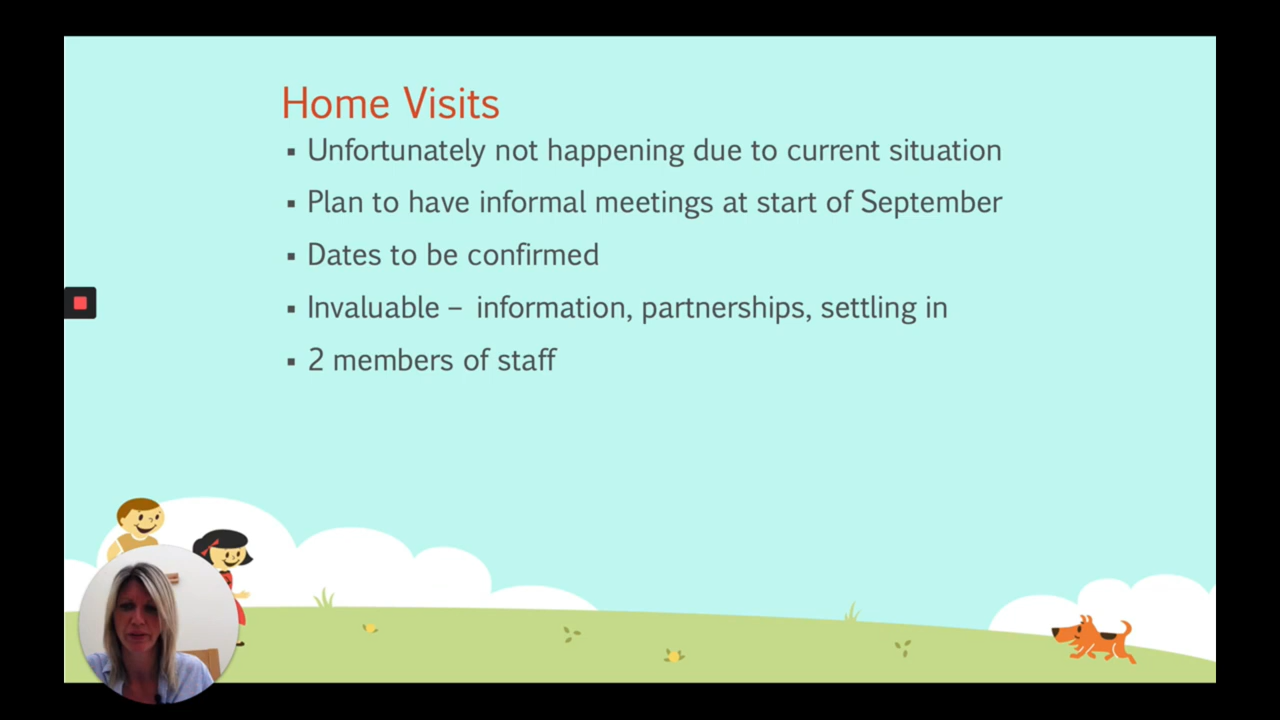 Home Visits
▪ Unfortunately not happening due to current situation
▪ Plan to have informal meetings at start of September
▪ Dates to be confirmed
▪ Invaluable – information, partnerships, settling in
▪ 2 members of staff